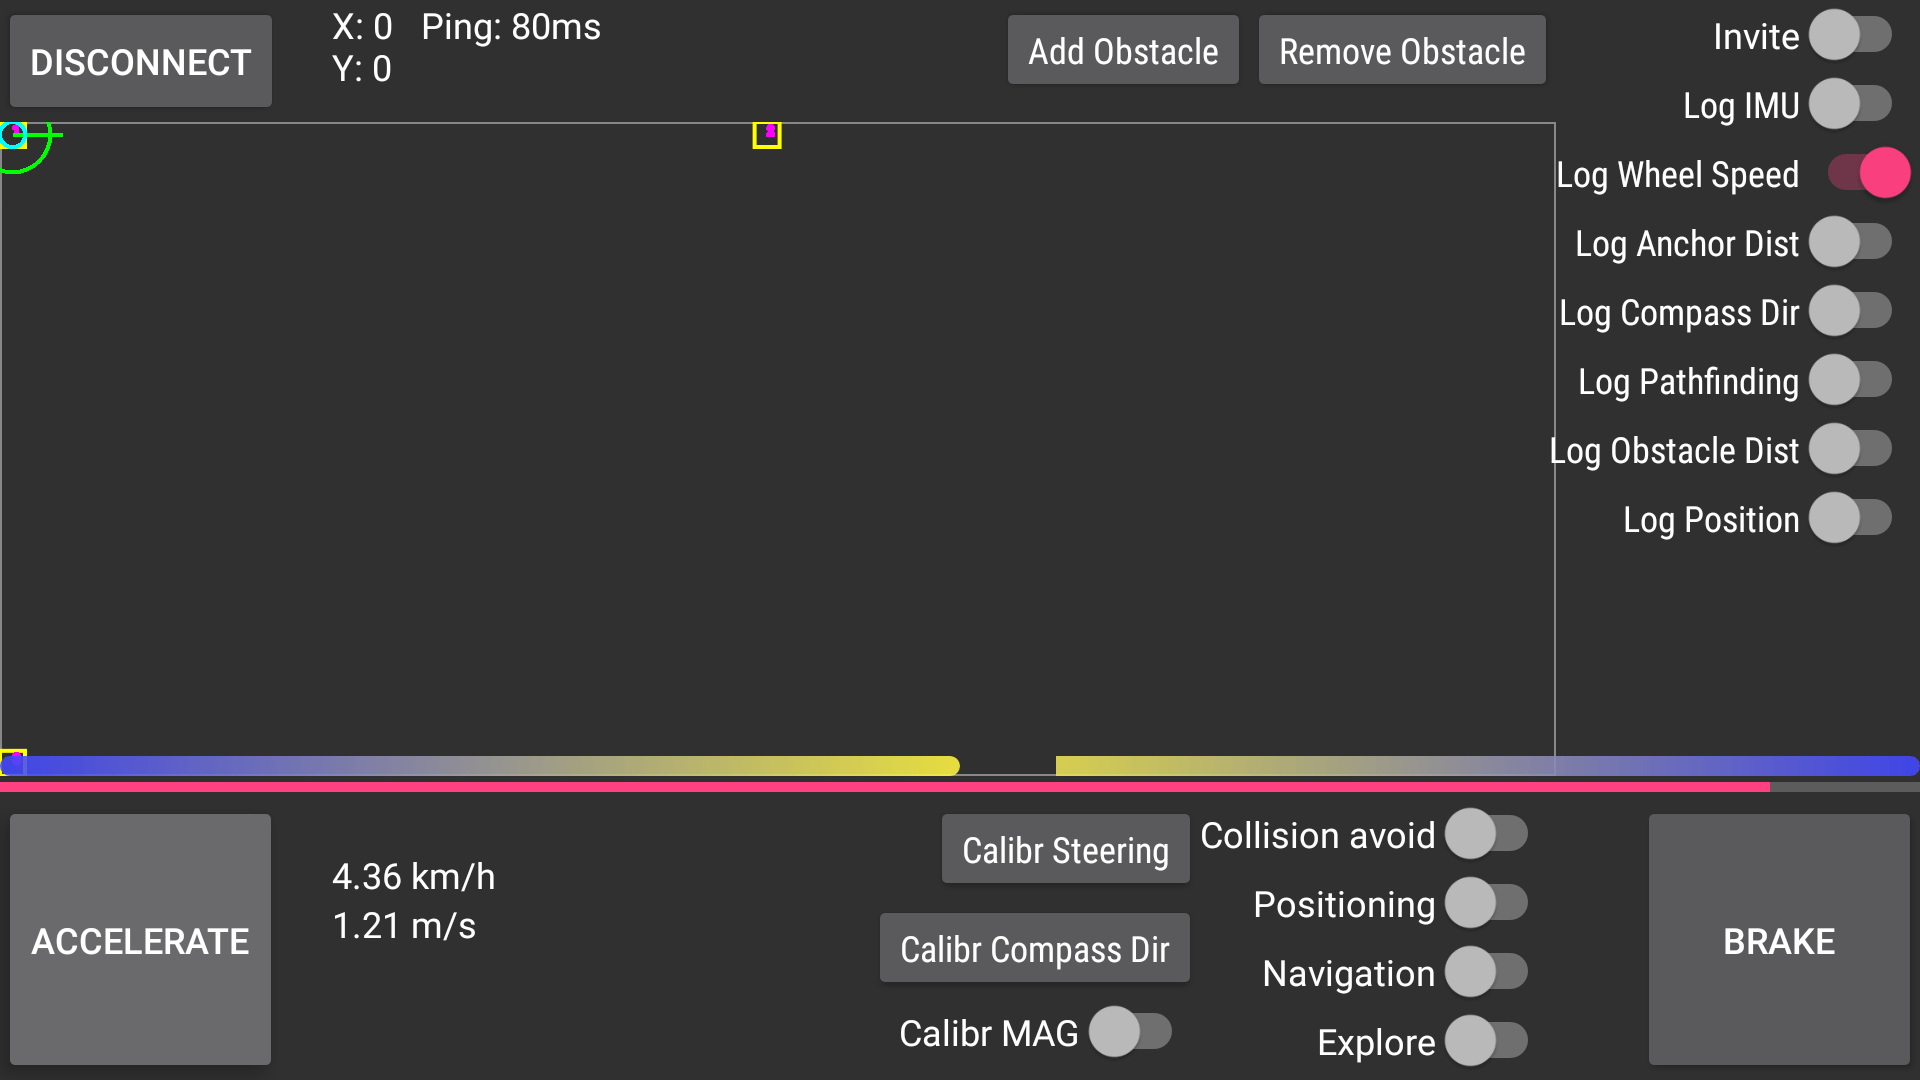 DISCONNECT
X: 0 Ping: 80ms
Y: 0
Add Obstacle
Remove Obstacle
Invite
Log IMU
Log Wheel Speed
Log Anchor Dist
Log Compass Dir
Log Pathfinding
Log Obstacle Dist
Log Position
ACCELERATE
4.36 km/h
1.21 m/s
Calibr Steering
Calibr Compass Dir
Calibr MAG
Collision avoid
Positioning
Navigation
Explore
BRAKE